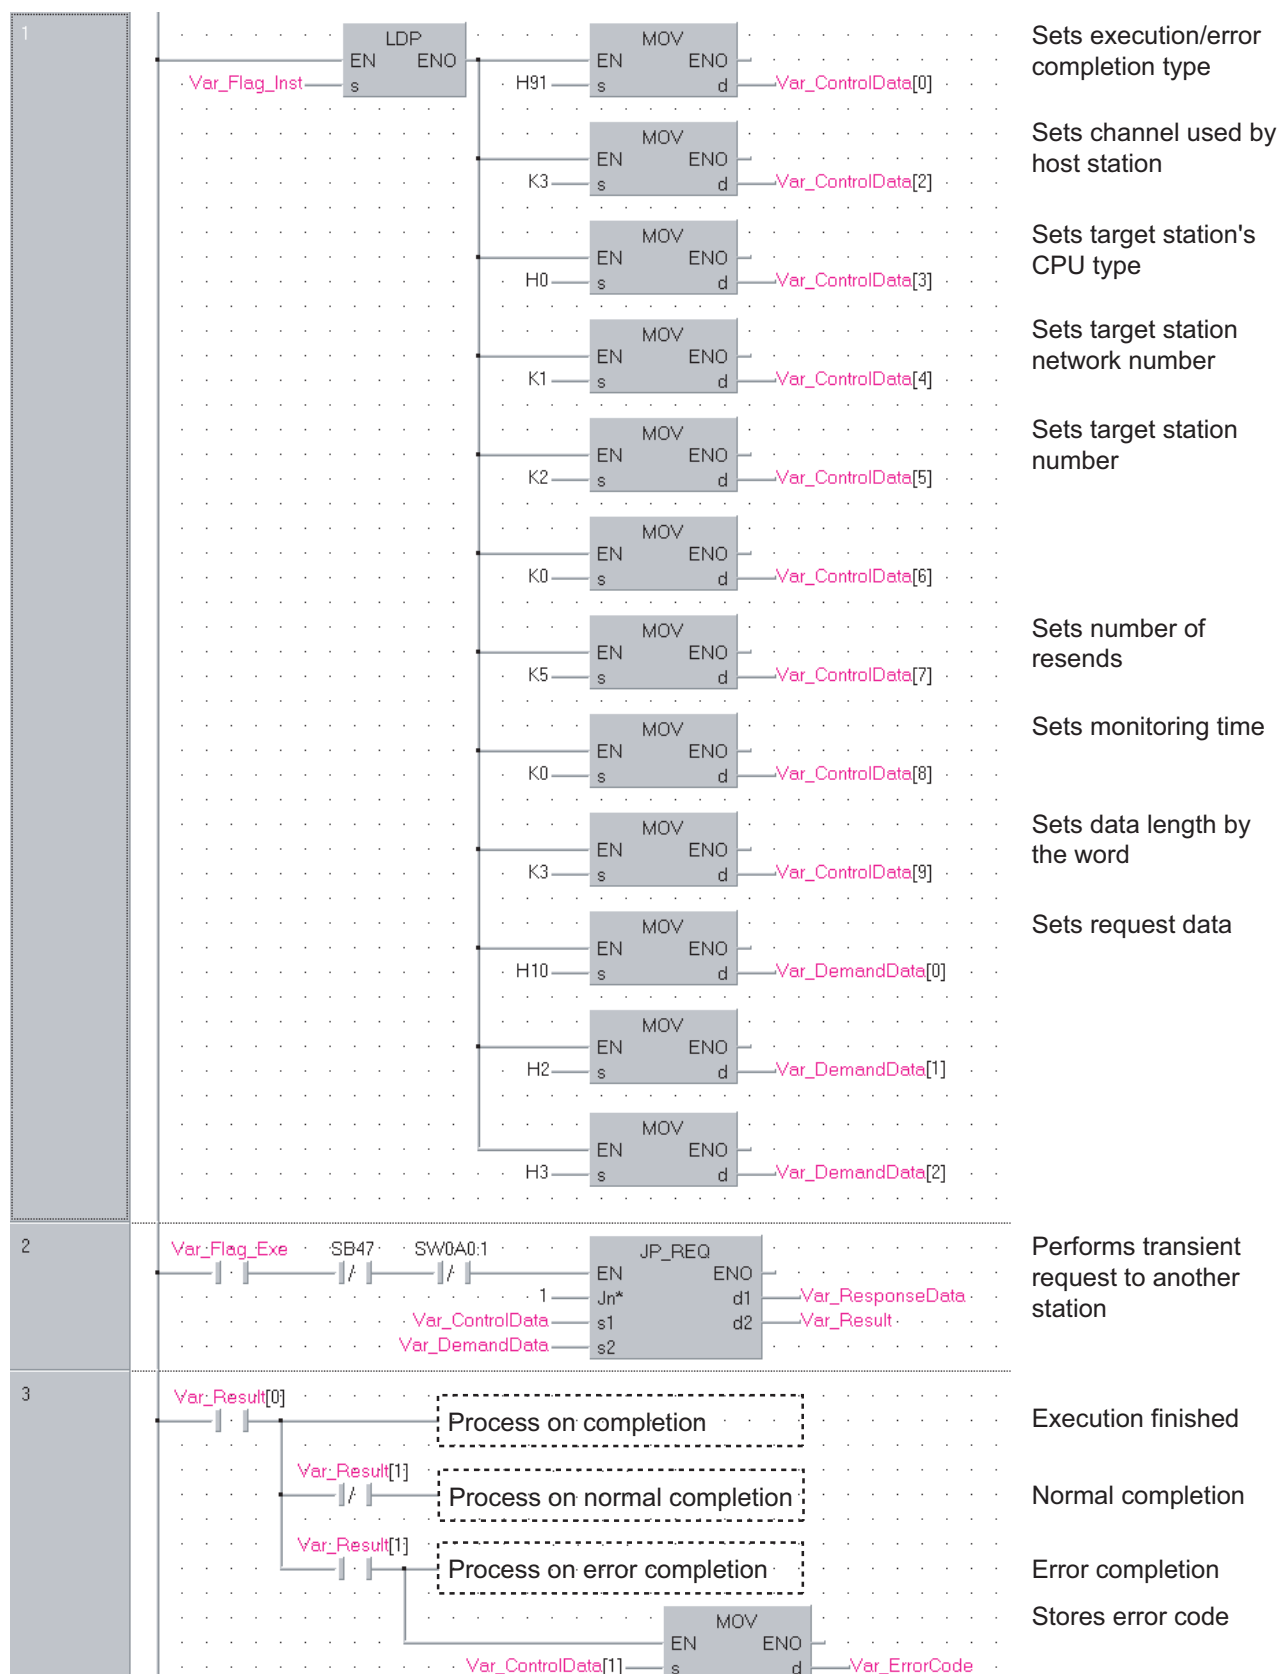 1
LDP
EN ENO
Var_Flag_Inst s
MOV
EN ENO
H91 s d Var_ControlData[0]
Sets execution/error
completion type
MOV
EN ENO
K3 s d Var_ControlData[2]
Sets channel used by
host station
MOV
EN ENO
H0 s d Var_ControlData[3]
Sets target station's
CPU type
MOV
EN ENO
K1 s d Var_ControlData[4]
Sets target station
network number
MOV
EN ENO
K2 s d Var_ControlData[5]
Sets target station
number
MOV
EN ENO
K0 s d Var_ControlData[6]
MOV
EN ENO
K5 s d Var_ControlData[7]
Sets number of
resends
MOV
EN ENO
K0 s d Var_ControlData[8]
Sets monitoring time
MOV
EN ENO
K3 s d Var_ControlData[9]
Sets data length by
the word
MOV
EN ENO
H10 s d Var_DemandData[0]
Sets request data
MOV
EN ENO
H2 s d Var_DemandData[1]
MOV
EN ENO
H3 s d Var_DemandData[2]
2
Var_Flag_Exe SB47 SW0A0.1
JP_REQ
EN ENO
1 Jn* d1 Var_ResponseData
Var_ControlData s1 d2 Var_Result
Var_DemandData s2
Performs transient
request to another
station
3
Var_Result[0]
Process on completion
Execution finished
Var_Result[1]
Process on normal completion
Normal completion
Var_Result[1]
Process on error completion
Error completion
MOV
EN ENO
Var_ControlData[1] s d Var_ErrorCode
Stores error code